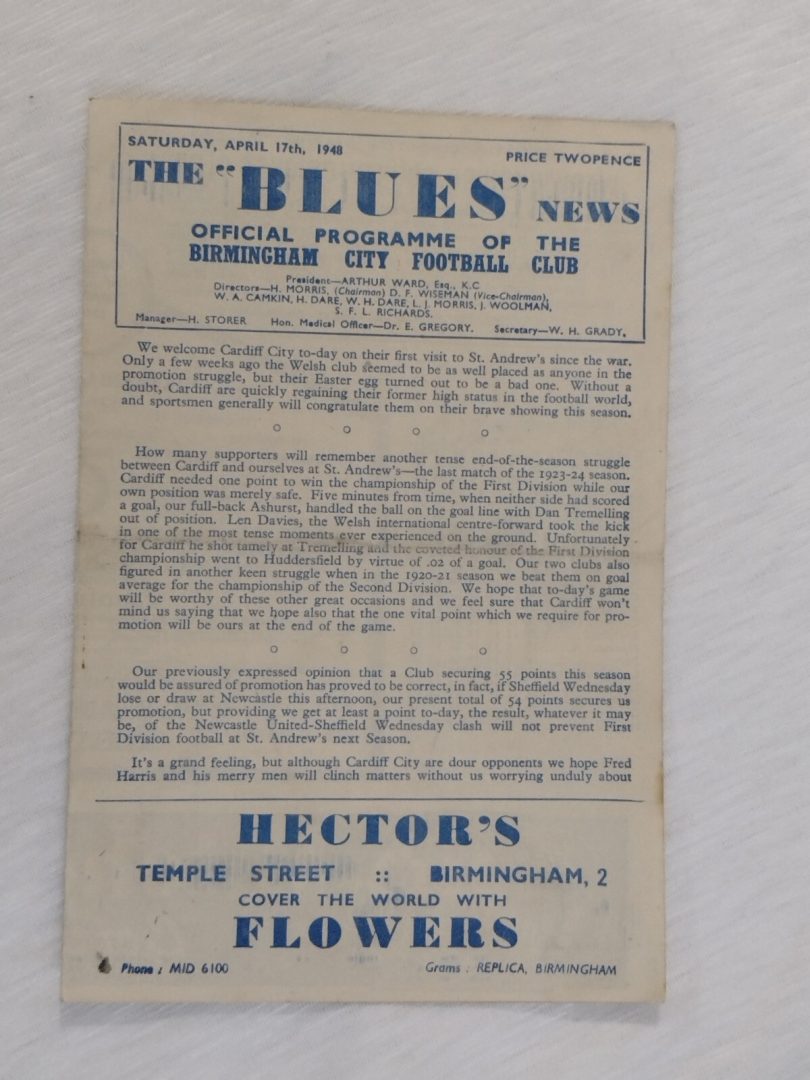 SATURDAY, APRIL 17th, 1948
PRICE TWOPENCE
THE "BLUES" NEWS
OFFICIAL PROGRAMME OF THE
BIRMINGHAM CITY FOOTBALL CLUB
President—ARTHUR WARD, Esq., K.C
Directors—H. MORRIS, (Chairman) D. F. WISEMAN (Vice-Chairman),
W. A. CAMKIN, H. DARE, W. H. DARE, L. J. MORRIS, J. WOOLMAN,
S. F. L. RICHARDS.
Manager—H. STORER Hon. Medical Officer—Dr. E. GREGORY. Secretary—W. H. GRADY.
We welcome Cardiff City to-day on their first visit to St. Andrew's since the war.
Only a few weeks ago the Welsh club seemed to be as well placed as anyone in the
promotion struggle, but their Easter egg turned out to be a bad one. Without a
doubt, Cardiff are quickly regaining their former high status in the football world,
and sportsmen generally will congratulate them on their brave showing this season.
How many supporters will remember another tense end-of-the-season struggle
between Cardiff and ourselves at St. Andrew's—the last match of the 1923-24 season.
Cardiff needed one point to win the championship of the First Division while our
own position was merely safe. Five minutes from time, when neither side had scored
a goal, our full-back Ashurst, handled the ball on the goal line with Dan Tremelling
out of position. Len Davies, the Welsh international centre-forward took the kick
in one of the most tense moments ever experienced on the ground. Unfortunately
for Cardiff he shot tamely at Tremelling and the coveted honour of the First Division
championship went to Huddersfield by virtue of .02 of a goal. Our two clubs also
figured in another keen struggle when in the 1920-21 season we beat them on goal
average for the championship of the Second Division. We hope that to-day's game
will be worthy of these other great occasions and we feel sure that Cardiff won't
mind us saying that we hope also that the one vital point which we require for pro-
motion will be ours at the end of the game.
Our previously expressed opinion that a Club securing 55 points this season
would be assured of promotion has proved to be correct, in fact, if Sheffield Wednesday
lose or draw at Newcastle this afternoon, our present total of 54 points secures us
promotion, but providing we get at least a point to-day, the result, whatever it may
be, of the Newcastle United-Sheffield Wednesday clash will not prevent First
Division football at St. Andrew's next Season.
It's a grand feeling, but although Cardiff City are dour opponents we hope Fred
Harris and his merry men will clinch matters without us worrying unduly about
HECTOR'S
TEMPLE STREET :: BIRMINGHAM, 2
COVER THE WORLD WITH
FLOWERS
Phone : MID 6100 Grams : REPLICA, BIRMINGHAM